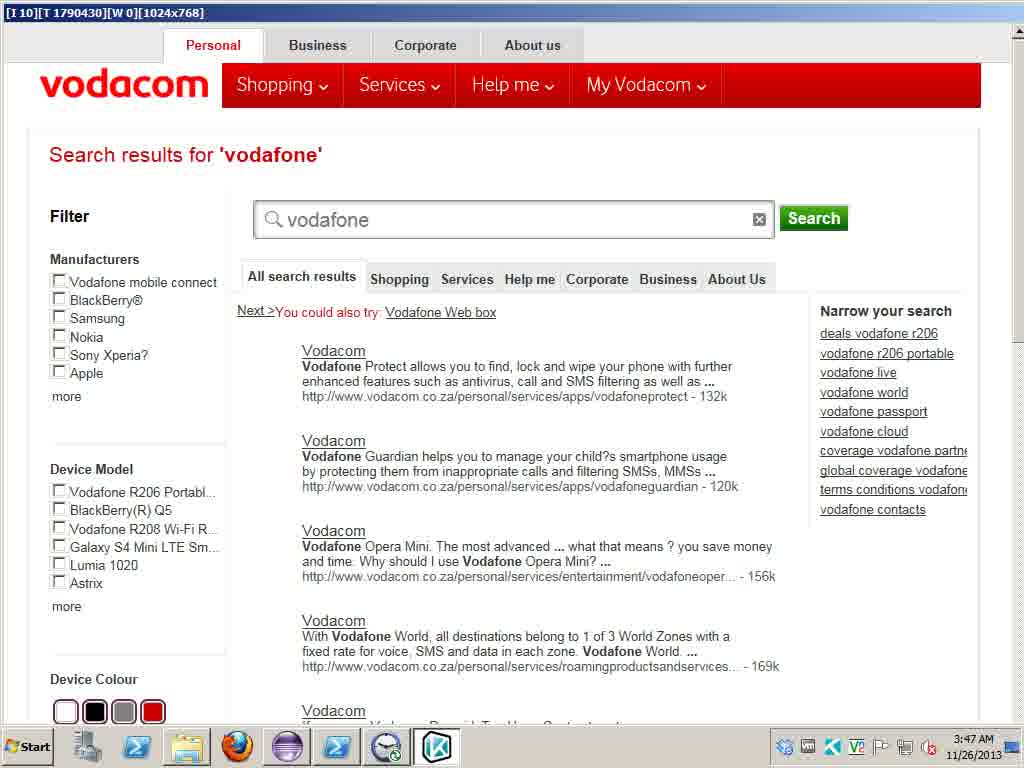 [I 10][T 1790430][W 0][1024x768]
Personal Business Corporate About us
vodacom Shopping Services Help me My Vodacom
Search results for 'vodafone'
Filter
vodafone Search
Manufacturers
Vodafone mobile connect
BlackBerry®
Samsung
Nokia
Sony Xperia?
Apple
more
Device Model
Vodafone R206 Portabl...
BlackBerry(R) Q5
Vodafone R208 Wi-Fi R...
Galaxy S4 Mini LTE Sm...
Lumia 1020
Astrix
more
Device Colour
All search results Shopping Services Help me Corporate Business About Us
Next >You could also try: Vodafone Web box
Vodacom
Vodafone Protect allows you to find, lock and wipe your phone with further
enhanced features such as antivirus, call and SMS filtering as well as ...
http://www.vodacom.co.za/personal/services/apps/vodafoneprotect - 132k
Vodacom
Vodafone Guardian helps you to manage your child?s smartphone usage
by protecting them from inappropriate calls and filtering SMSs, MMSs ...
http://www.vodacom.co.za/personal/services/apps/vodafoneguardian - 120k
Vodacom
Vodafone Opera Mini. The most advanced ... what that means ? you save money
and time. Why should I use Vodafone Opera Mini? ...
http://www.vodacom.co.za/personal/services/entertainment/vodafoneoper... - 156k
Vodacom
With Vodafone World, all destinations belong to 1 of 3 World Zones with a
fixed rate for voice, SMS and data in each zone. Vodafone World. ...
http://www.vodacom.co.za/personal/services/roamingproductsandservices... - 169k
Vodacom
Narrow your search
deals vodafone r206
vodafone r206 portable
vodafone live
vodafone world
vodafone passport
vodafone cloud
coverage vodafone partne
global coverage vodafone
terms conditions vodafon
vodafone contacts
Start
3:47 AM
11/26/2013